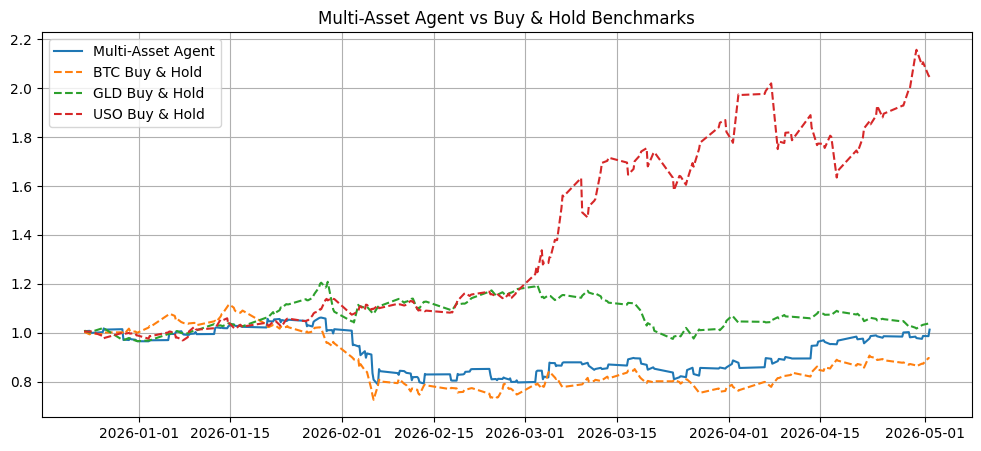 Multi-Asset Agent vs Buy & Hold Benchmarks
Multi-Asset Agent
BTC Buy & Hold
GLD Buy & Hold
USO Buy & Hold
2.2
2.0
1.8
1.6
1.4
1.2
1.0
0.8
2026-01-01 2026-01-15 2026-02-01 2026-02-15 2026-03-01 2026-03-15 2026-04-01 2026-04-15 2026-05-01